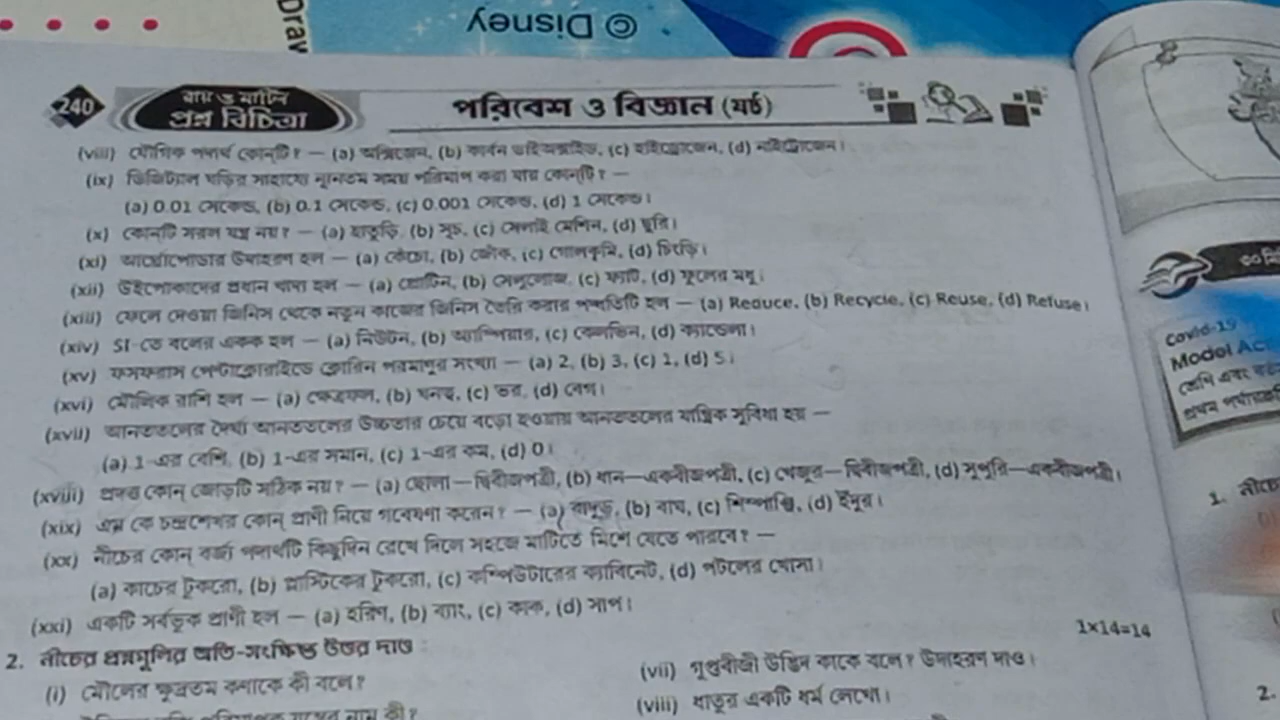 Draw
© Disney
240
রায় ও মার্টিন
প্রশ্ন বিচিত্রা
পরিবেশ ও বিজ্ঞান (ষষ্ঠ)
(viii) যৌগিক পদার্থ কোনটি? — (a) অক্সিজেন, (b) কার্বন ডাইঅক্সাইড, (c) হাইড্রোজেন, (d) নাইট্রোজেন।
(ix) ডিজিট্যাল ঘড়ির সাহায্যে ন্যূনতম সময় পরিমাপ করা যায় কোনটি? —
(a) 0.01 সেকেন্ড, (b) 0.1 সেকেন্ড, (c) 0.001 সেকেন্ড, (d) 1 সেকেন্ড।
(x) কোনটি সরল যন্ত্র নয়? — (a) হাতুড়ি, (b) সূচ, (c) সেলাই মেশিন, (d) ছুরি।
(xi) আর্থ্রোপোডার উদাহরণ হল — (a) কেঁচো, (b) জোঁক, (c) গোলকৃমি, (d) চিংড়ি।
(xii) উইপোকাদের প্রধান খাদ্য হল — (a) প্রোটিন, (b) সেলুলোজ, (c) ফ্যাট, (d) ফুলের মধু।
(xiii) ফেলে দেওয়া জিনিস থেকে নতুন কাজের জিনিস তৈরি করার পদ্ধতিটি হল — (a) Reduce, (b) Recycle, (c) Reuse, (d) Refuse।
(xiv) SI-তে বলের একক হল — (a) নিউটন, (b) অ্যাম্পিয়ার, (c) কেলভিন, (d) ক্যান্ডেলা।
(xv) ফসফরাস পেন্টাক্লোরাইডে ক্লোরিন পরমাণুর সংখ্যা — (a) 2, (b) 3, (c) 1, (d) 5।
(xvi) মৌলিক রাশি হল — (a) ক্ষেত্রফল, (b) ঘনত্ব, (c) ভর, (d) বেগ।
(xvii) আনততলের দৈর্ঘ্য আনততলের উচ্চতার চেয়ে বড়ো হওয়ায় আনততলের যান্ত্রিক সুবিধা হয় —
(a) 1-এর বেশি, (b) 1-এর সমান, (c) 1-এর কম, (d) 0।
(xviii) প্রদত্ত কোন্ জোড়টি সঠিক নয়? — (a) ছোলা—দ্বিবীজপত্রী, (b) ধান—একবীজপত্রী, (c) খেজুর—দ্বিবীজপত্রী, (d) সুপুরি—একবীজপত্রী।
(xix) এম কে চন্দ্রশেখর কোন্ প্রাণী নিয়ে গবেষণা করেন? — (a) বাদুড়, (b) বাঘ, (c) শিম্পাঞ্জি, (d) ইঁদুর।
(xx) নীচের কোন্ বর্জ্য পদার্থটি কিছুদিন রেখে দিলে সহজে মাটিতে মিশে যেতে পারবে? —
(a) কাচের টুকরো, (b) প্লাস্টিকের টুকরো, (c) কম্পিউটারের ক্যাবিনেট, (d) পটলের খোসা।
(xxi) একটি সর্বভুক প্রাণী হল — (a) হরিণ, (b) ব্যাং, (c) কাক, (d) সাপ।
2. নীচের প্রশ্নগুলির অতি-সংক্ষিপ্ত উত্তর দাও :
1×14=14
(i) মৌলের ক্ষুদ্রতম কণাকে কী বলে?
(vii) গুপ্তবীজী উদ্ভিদ কাকে বলে? উদাহরণ দাও।
(viii) ধাতুর একটি ধর্ম লেখো।
৩০ মি
Covid-19
Model Ac
শ্রেণি এবং
প্রথম
1. নীচে
2.